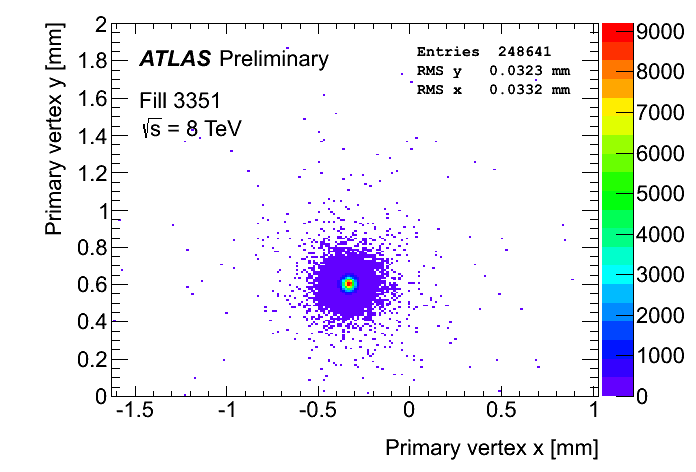 ATLAS Preliminary
Entries 248641
RMS y 0.0323 mm
RMS x 0.0332 mm
Fill 3351
√s = 8 TeV
Primary vertex y [mm]
2
1.8
1.6
1.4
1.2
1
0.8
0.6
0.4
0.2
0
-1.5 -1 -0.5 0 0.5 1
Primary vertex x [mm]
9000
8000
7000
6000
5000
4000
3000
2000
1000
0